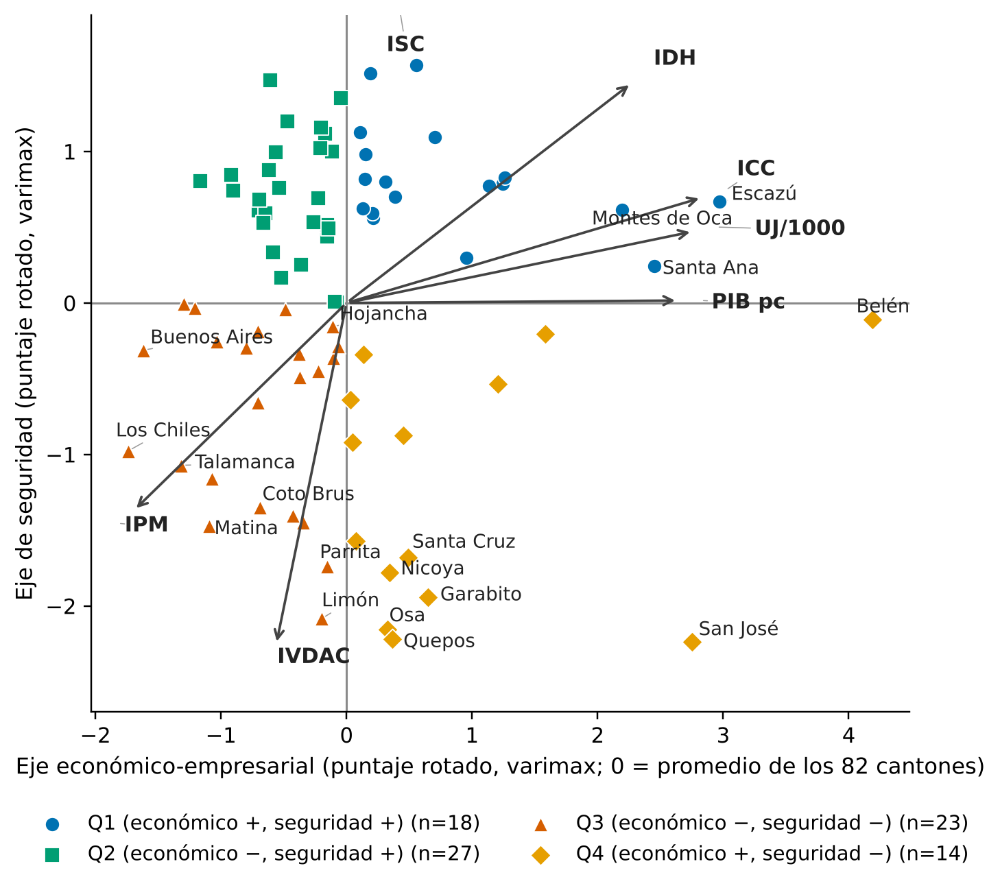 ISC
IDH
ICC
Escazú
Montes de Oca
UJ/1000
Santa Ana
PIB pc
Belén
Hojancha
Buenos Aires
Los Chiles
Talamanca
Coto Brus
IPM
Matina
Parrita
Santa Cruz
Nicoya
Garabito
Limón
Osa
Quepos
San José
IVDAC
Eje de seguridad (puntaje rotado, varimax)
1
0
−1
−2
−2 −1 0 1 2 3 4
Eje económico-empresarial (puntaje rotado, varimax; 0 = promedio de los 82 cantones)
Q1 (económico +, seguridad +) (n=18)
Q2 (económico −, seguridad +) (n=27)
Q3 (económico −, seguridad −) (n=23)
Q4 (económico +, seguridad −) (n=14)